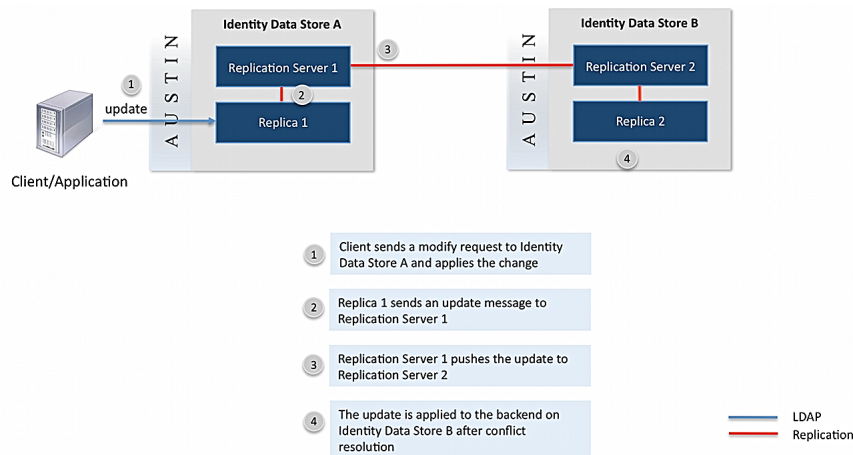 Identity Data Store A
Identity Data Store B
AUSTIN
Replication Server 1
3
AUSTIN
Replication Server 2
1
2
update
Replica 1
Replica 2
4
Client/Application
1
Client sends a modify request to Identity
Data Store A and applies the change
2
Replica 1 sends an update message to
Replication Server 1
3
Replication Server 1 pushes the update to
Replication Server 2
4
The update is applied to the backend on
Identity Data Store B after conflict
resolution
LDAP
Replication